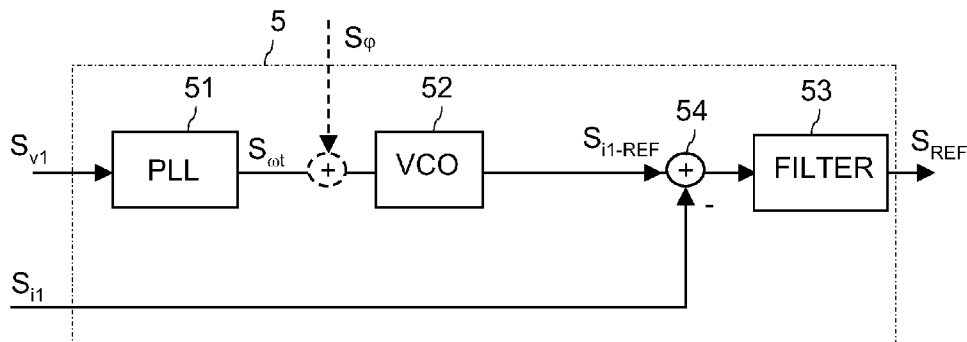 5
Sφ
51
52
54
53
Sv1
PLL
Sωt
+
VCO
Si1-REF
+
FILTER
SREF
-
Si1